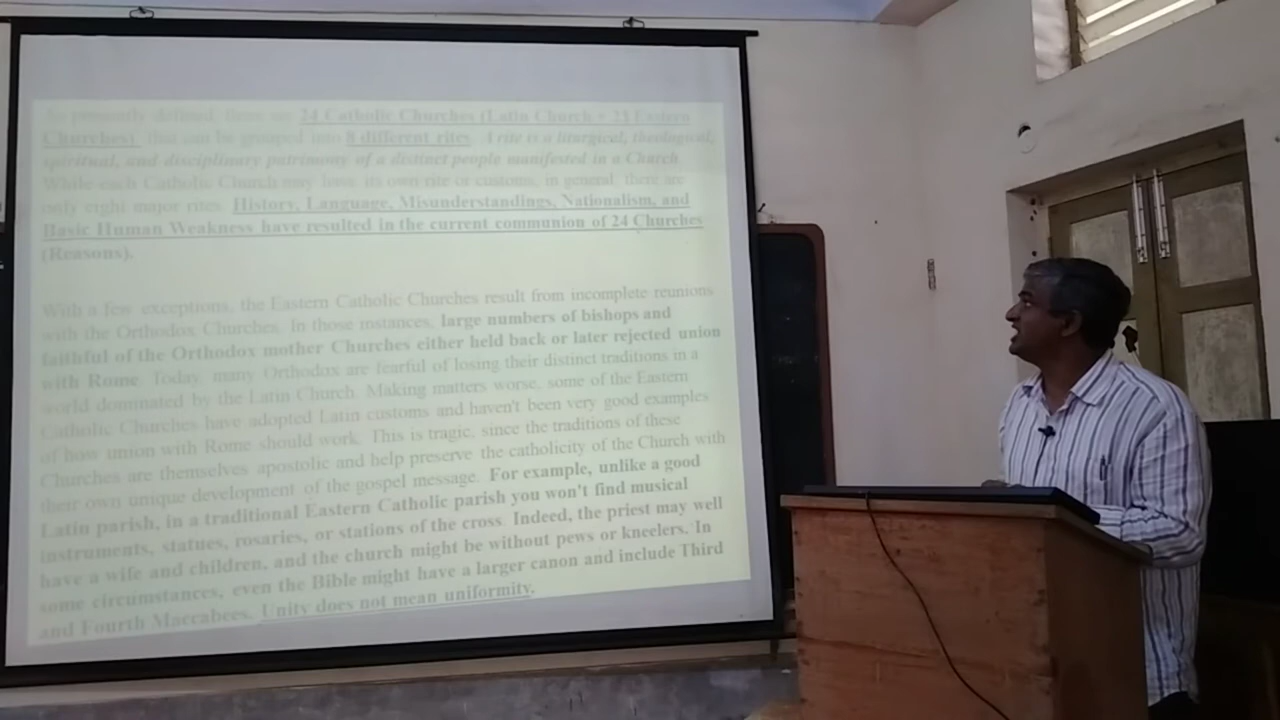 As presently defined, there are 24 Catholic Churches (Latin Church + 23 Eastern
Churches), that can be grouped into 8 different rites. A rite is a liturgical, theological,
spiritual, and disciplinary patrimony of a distinct people manifested in a Church.
While each Catholic Church may have its own rite or customs, in general, there are
only eight major rites. History, Language, Misunderstandings, Nationalism, and
Basic Human Weakness have resulted in the current communion of 24 Churches
(Reasons).
With a few exceptions, the Eastern Catholic Churches result from incomplete reunions
with the Orthodox Churches. In those instances, large numbers of bishops and
faithful of the Orthodox mother Churches either held back or later rejected union
with Rome. Today, many Orthodox are fearful of losing their distinct traditions in a
world dominated by the Latin Church. Making matters worse, some of the Eastern
Catholic Churches have adopted Latin customs and haven't been very good examples
of how union with Rome should work. This is tragic, since the traditions of these
Churches are themselves apostolic and help preserve the catholicity of the Church with
their own unique development of the gospel message. For example, unlike a good
Latin parish, in a traditional Eastern Catholic parish you won't find musical
instruments, statues, rosaries, or stations of the cross. Indeed, the priest may well
have a wife and children, and the church might be without pews or kneelers. In
some circumstances, even the Bible might have a larger canon and include Third
and Fourth Maccabees. Unity does not mean uniformity.